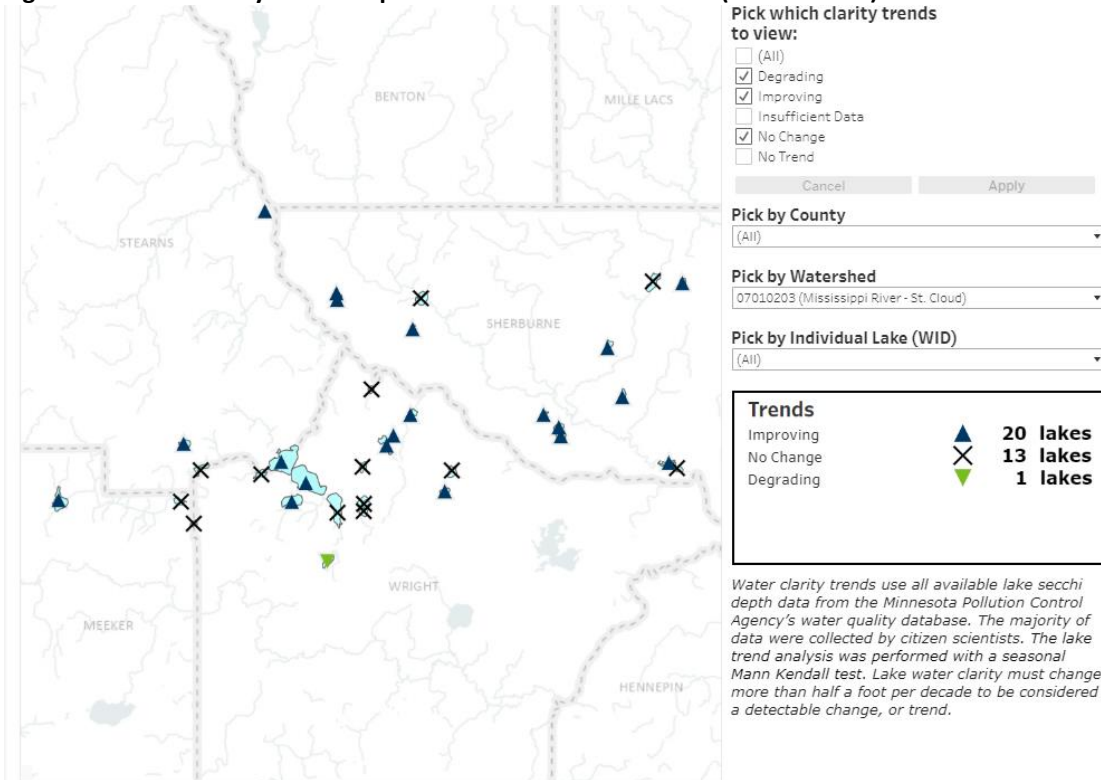 BENTON
MILLE LACS
STEARNS
SHERBURNE
WRIGHT
MEEKER
HENNEPIN
Pick which clarity trends
to view:
(All)
Degrading
Improving
Insufficient Data
No Change
No Trend
Cancel Apply
Pick by County
(All)
Pick by Watershed
07010203 (Mississippi River - St. Cloud)
Pick by Individual Lake (WID)
(All)
Trends
Improving 20 lakes
No Change 13 lakes
Degrading 1 lakes
Water clarity trends use all available lake secchi
depth data from the Minnesota Pollution Control
Agency's water quality database. The majority of
data were collected by citizen scientists. The lake
trend analysis was performed with a seasonal
Mann Kendall test. Lake water clarity must change
more than half a foot per decade to be considered
a detectable change, or trend.